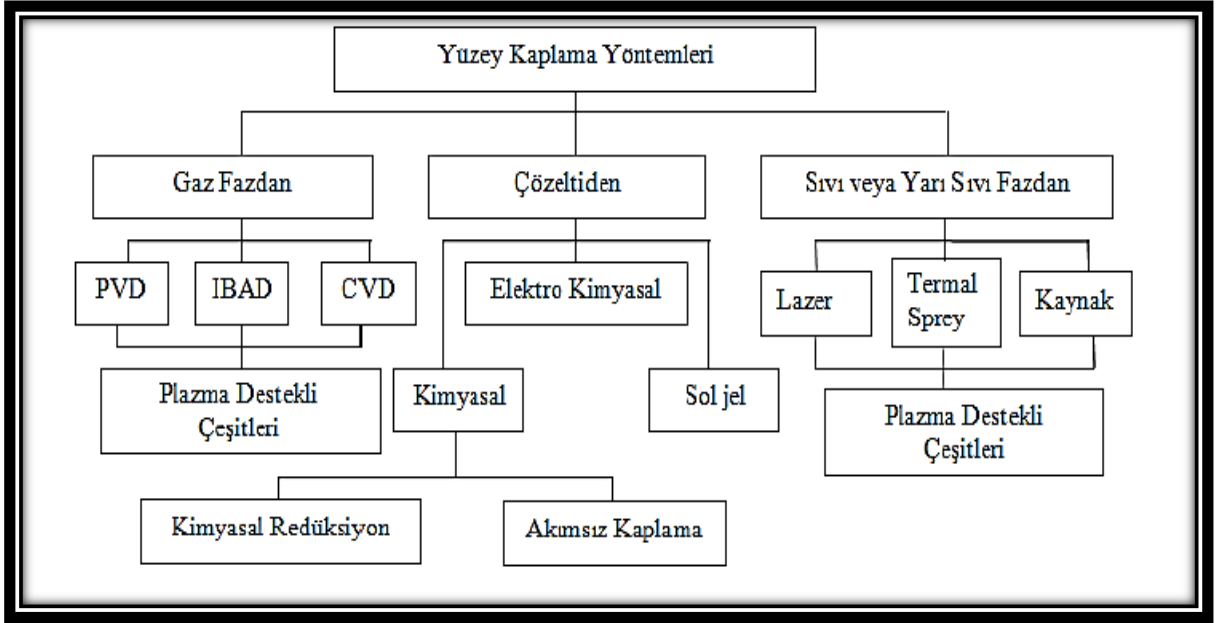 Yüzey Kaplama Yöntemleri
Gaz Fazdan
Çözeltiden
Sıvı veya Yarı Sıvı Fazdan
PVD
IBAD
CVD
Elektro Kimyasal
Lazer
Termal
Sprey
Kaynak
Plazma Destekli
Çeşitleri
Kimyasal
Sol jel
Plazma Destekli
Çeşitleri
Kimyasal Redüksiyon
Akımsız Kaplama